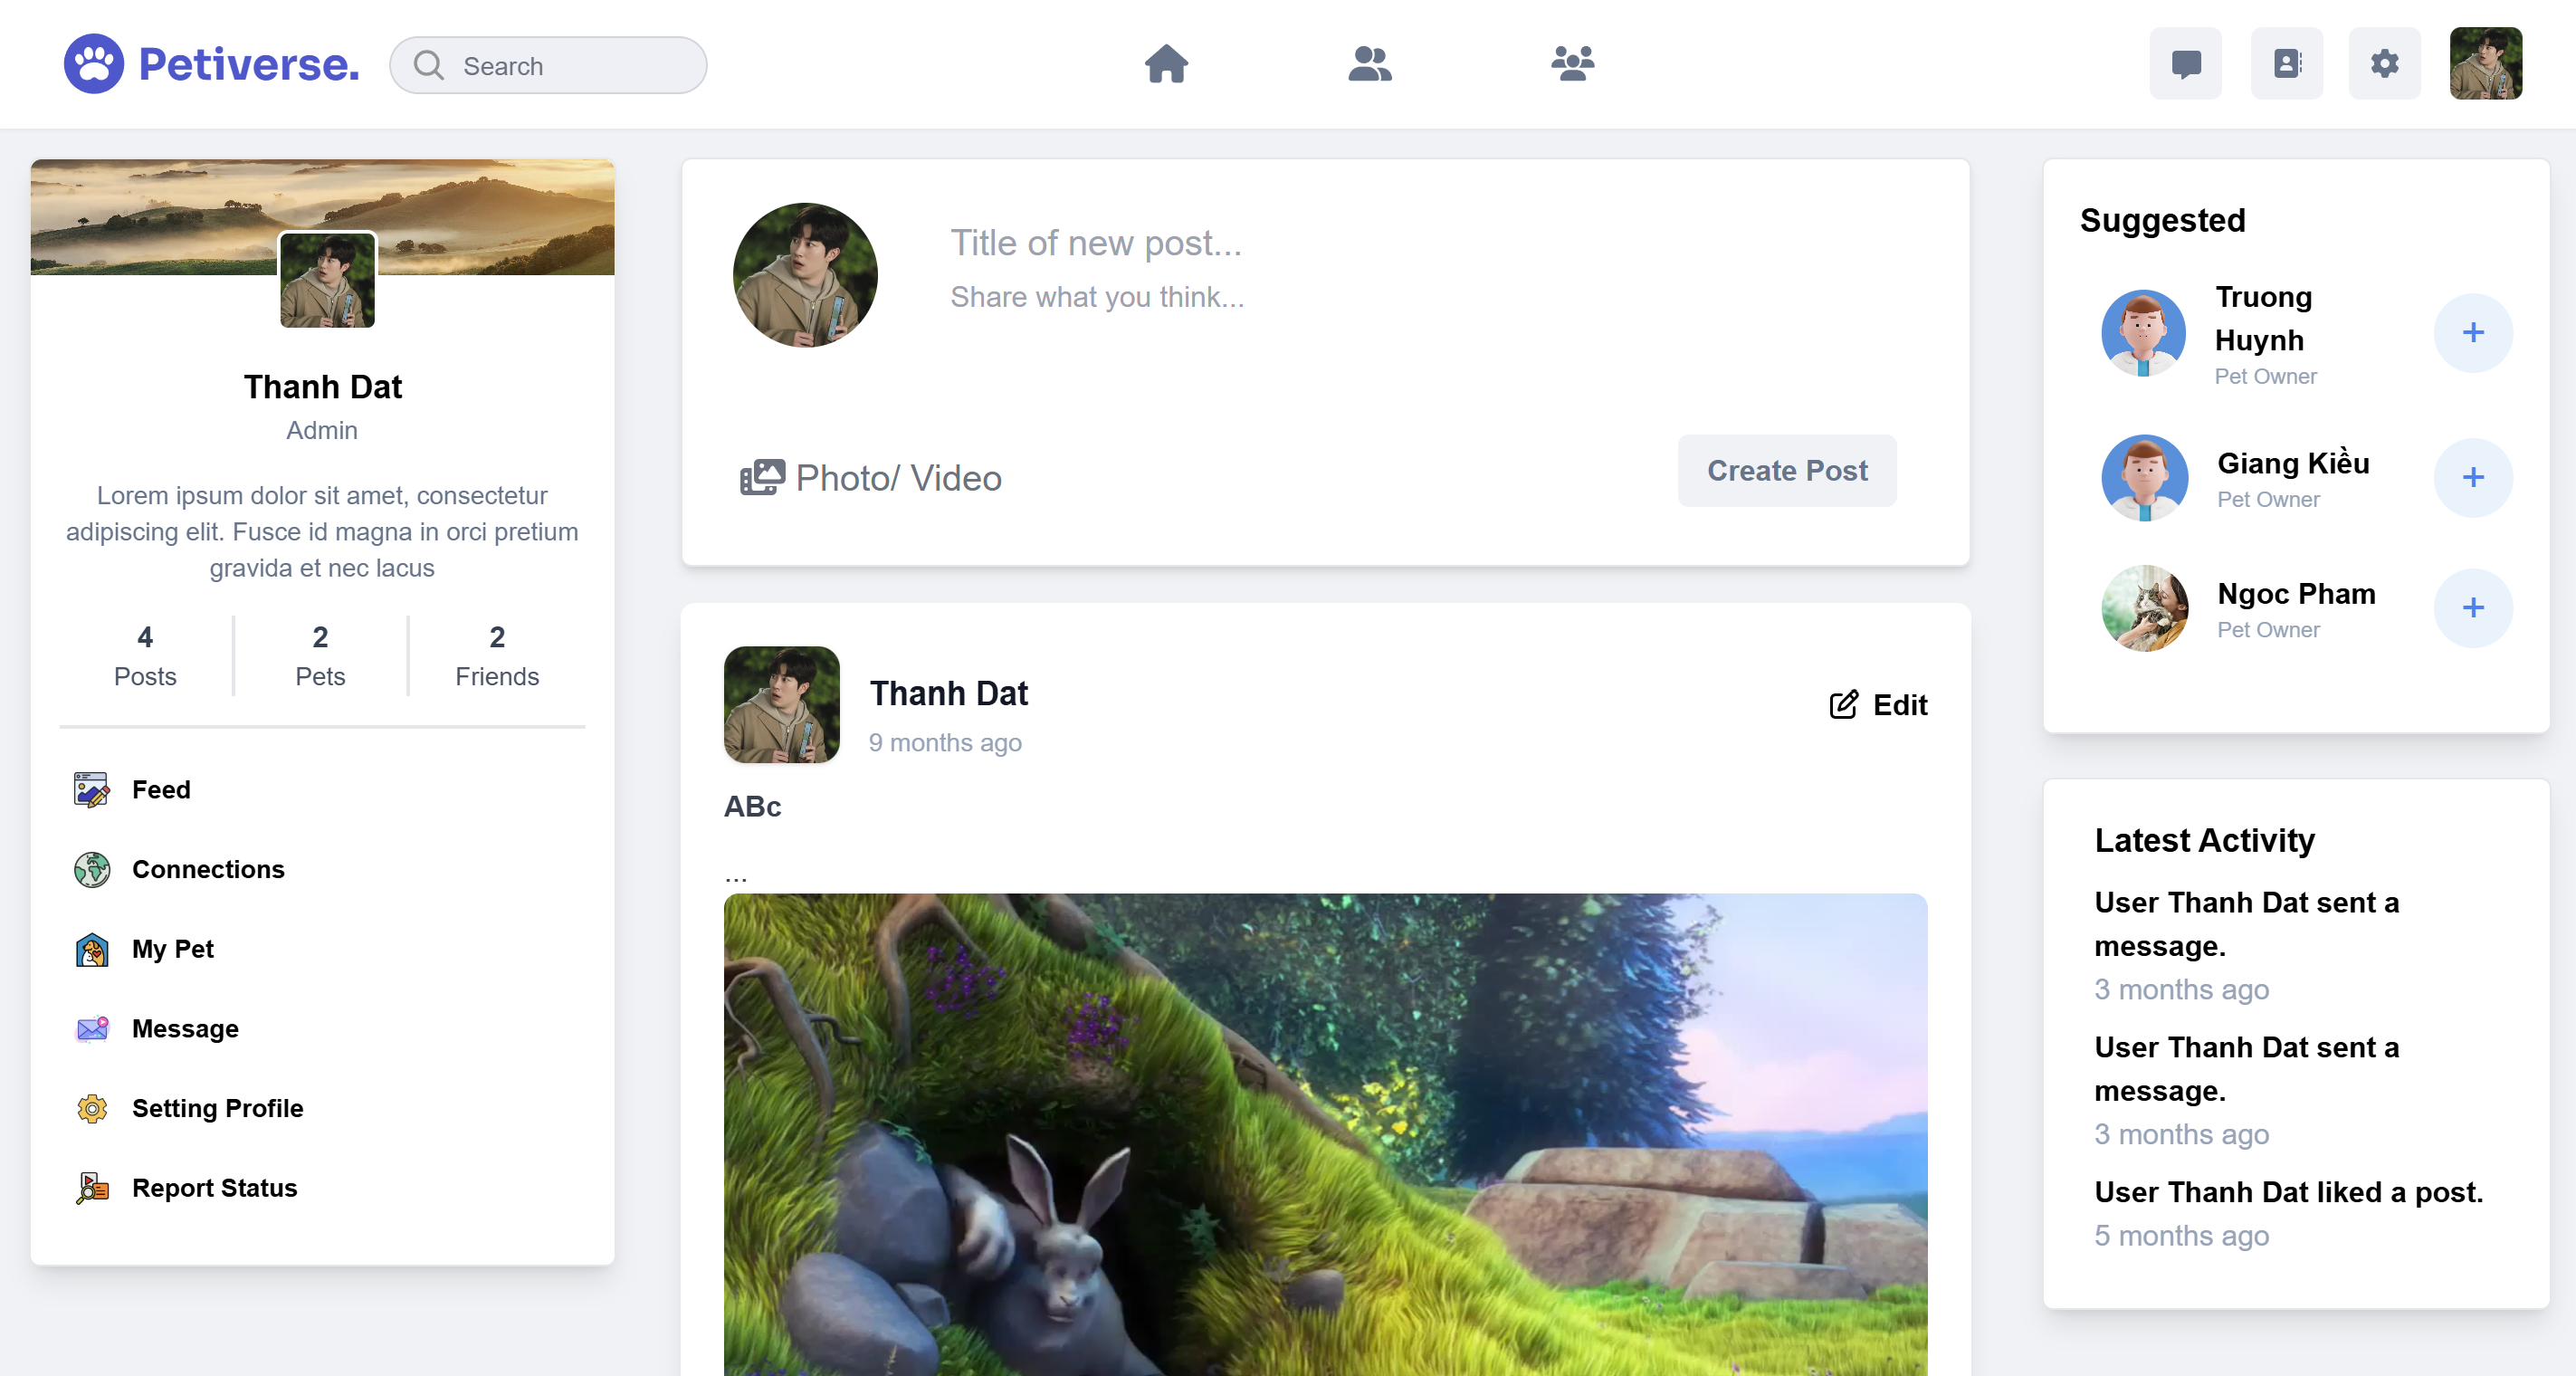 Petiverse.
Search
Thanh Dat
Admin
Lorem ipsum dolor sit amet, consectetur
adipiscing elit. Fusce id magna in orci pretium
gravida et nec lacus
4
Posts
2
Pets
2
Friends
Feed
Connections
My Pet
Message
Setting Profile
Report Status
Title of new post...
Share what you think...
Photo/ Video
Create Post
Thanh Dat
9 months ago
Edit
ABc
...
Suggested
Truong
Huynh
Pet Owner
Giang Kiều
Pet Owner
Ngoc Pham
Pet Owner
Latest Activity
User Thanh Dat sent a
message.
3 months ago
User Thanh Dat sent a
message.
3 months ago
User Thanh Dat liked a post.
5 months ago